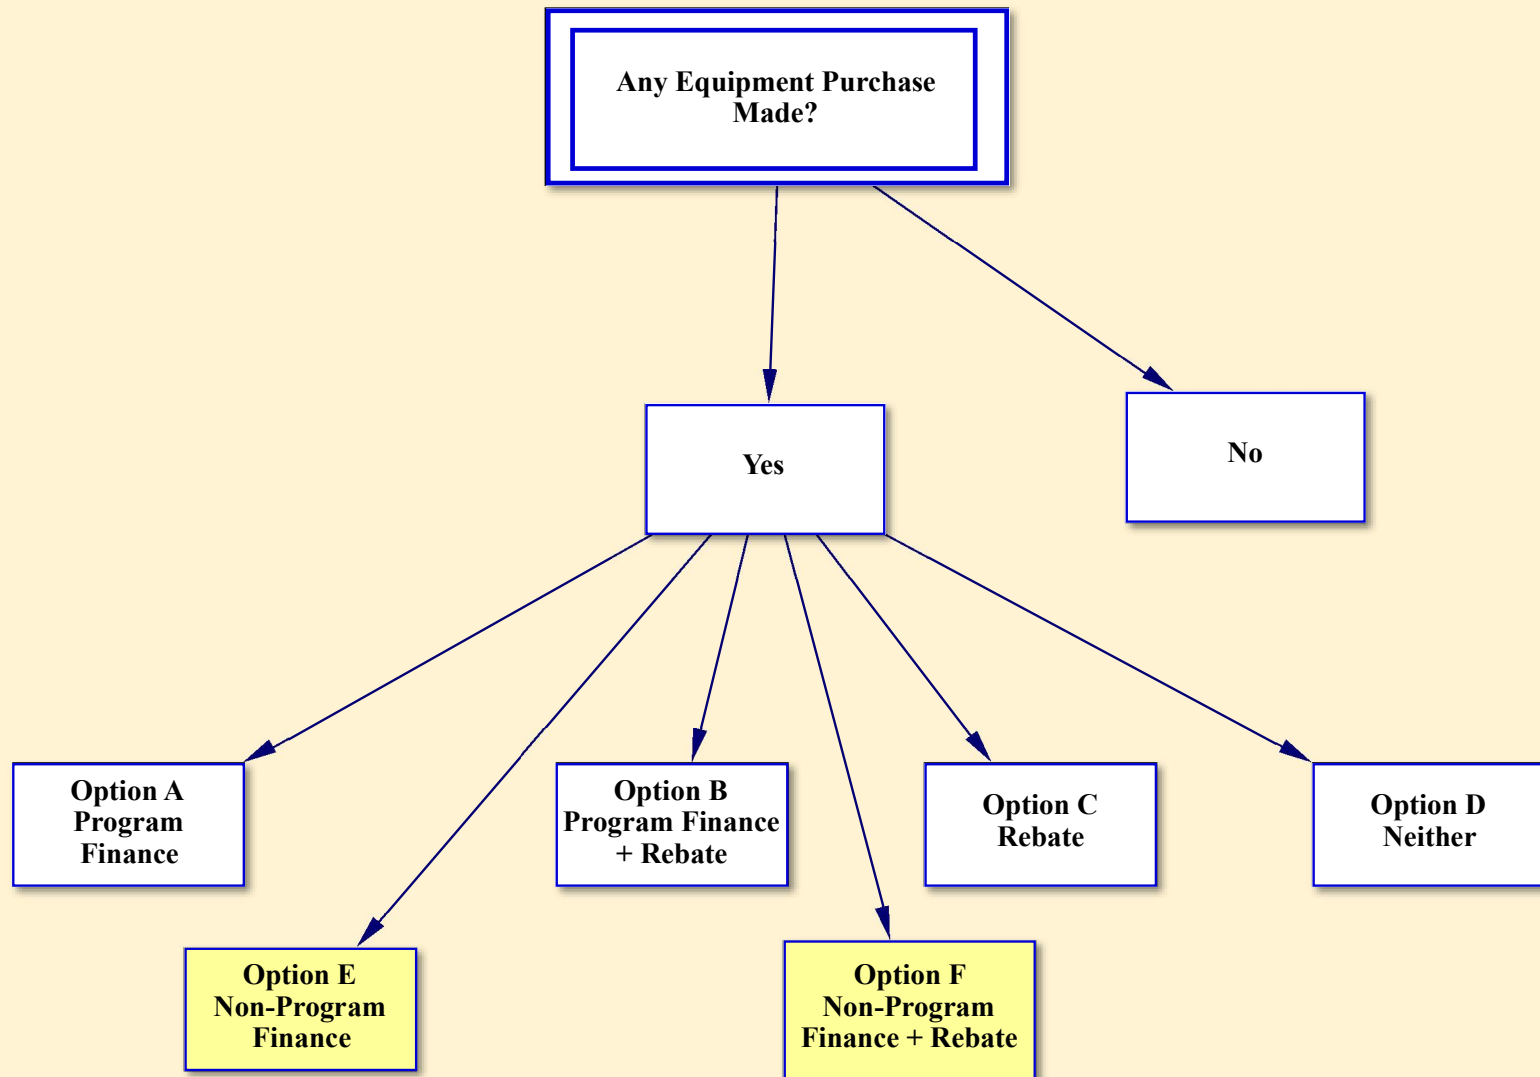 Any Equipment Purchase
Made?
Yes
No
Option A
Program
Finance
Option B
Program Finance
+ Rebate
Option C
Rebate
Option D
Neither
Option E
Non-Program
Finance
Option F
Non-Program
Finance + Rebate